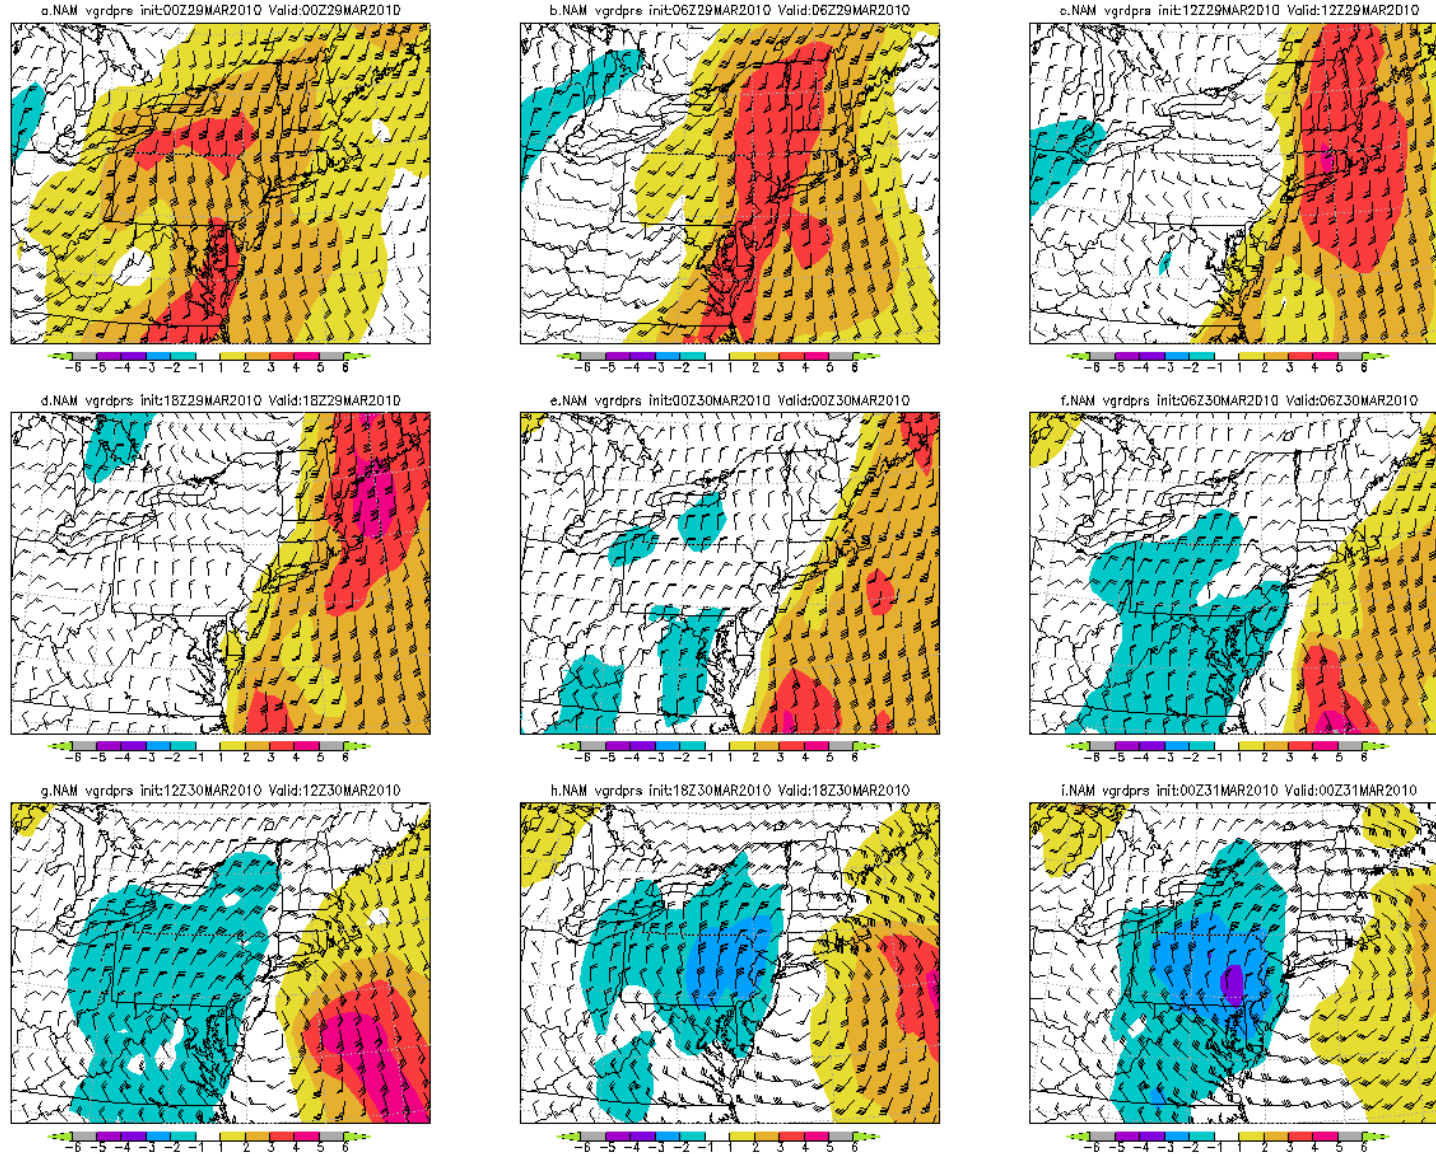 a.NAM vgrdprs init:00Z29MAR2010 Valid:00Z29MAR2010
b.NAM vgrdprs init:06Z29MAR2010 Valid:06Z29MAR2010
c.NAM vgrdprs init:12Z29MAR2010 Valid:12Z29MAR2010
-6 -5 -4 -3 -2 -1 1 2 3 4 5 6
-6 -5 -4 -3 -2 -1 1 2 3 4 5 6
-6 -5 -4 -3 -2 -1 1 2 3 4 5 6
d.NAM vgrdprs init:18Z29MAR2010 Valid:18Z29MAR2010
e.NAM vgrdprs init:00Z30MAR2010 Valid:00Z30MAR2010
f.NAM vgrdprs init:06Z30MAR2010 Valid:06Z30MAR2010
-6 -5 -4 -3 -2 -1 1 2 3 4 5 6
-6 -5 -4 -3 -2 -1 1 2 3 4 5 6
-6 -5 -4 -3 -2 -1 1 2 3 4 5 6
g.NAM vgrdprs init:12Z30MAR2010 Valid:12Z30MAR2010
h.NAM vgrdprs init:18Z30MAR2010 Valid:18Z30MAR2010
i.NAM vgrdprs init:00Z31MAR2010 Valid:00Z31MAR2010
-6 -5 -4 -3 -2 -1 1 2 3 4 5 6
-6 -5 -4 -3 -2 -1 1 2 3 4 5 6
-6 -5 -4 -3 -2 -1 1 2 3 4 5 6